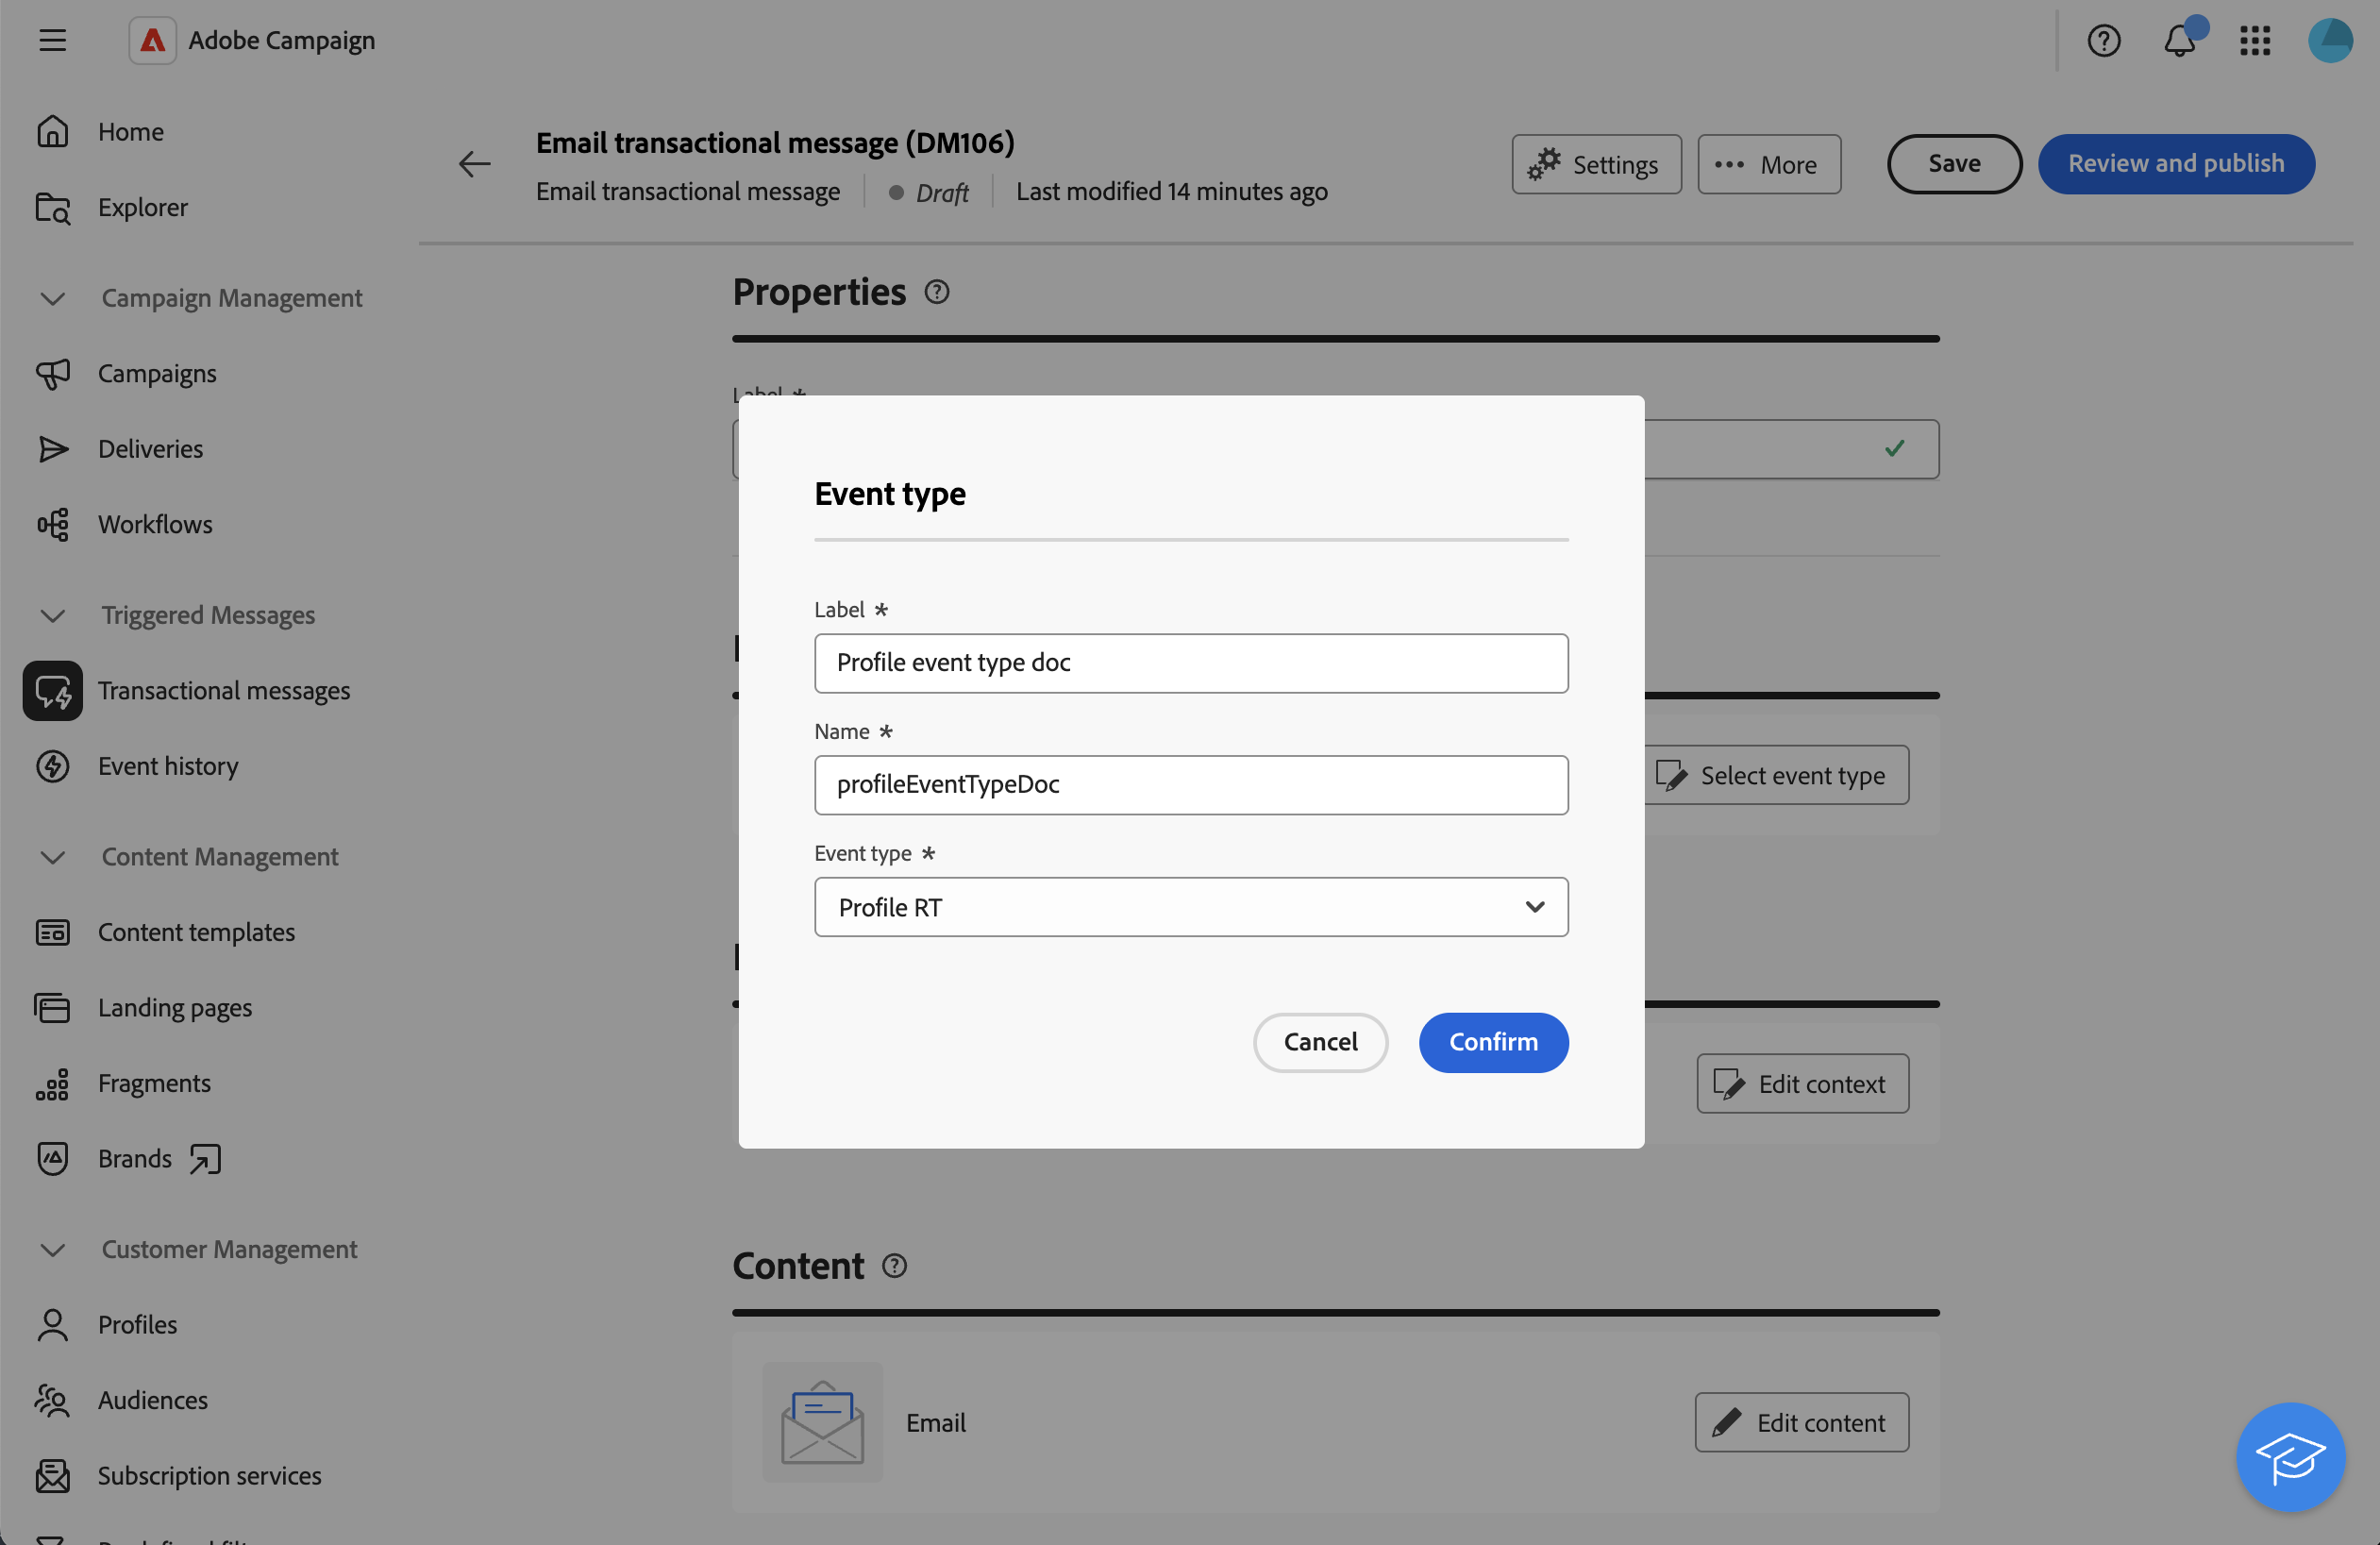 Adobe Campaign
Home
Explorer
Campaign Management
Campaigns
Deliveries
Workflows
Triggered Messages
Transactional messages
Event history
Content Management
Content templates
Landing pages
Fragments
Brands
Customer Management
Profiles
Audiences
Subscription services
Email transactional message (DM106)
Email transactional message Draft Last modified 14 minutes ago
Settings
More
Save
Review and publish
Properties
Label *
Event type
Label *
Profile event type doc
Name *
profileEventTypeDoc
Event type *
Profile RT
Cancel
Confirm
Select event type
Edit context
Content
Email
Edit content